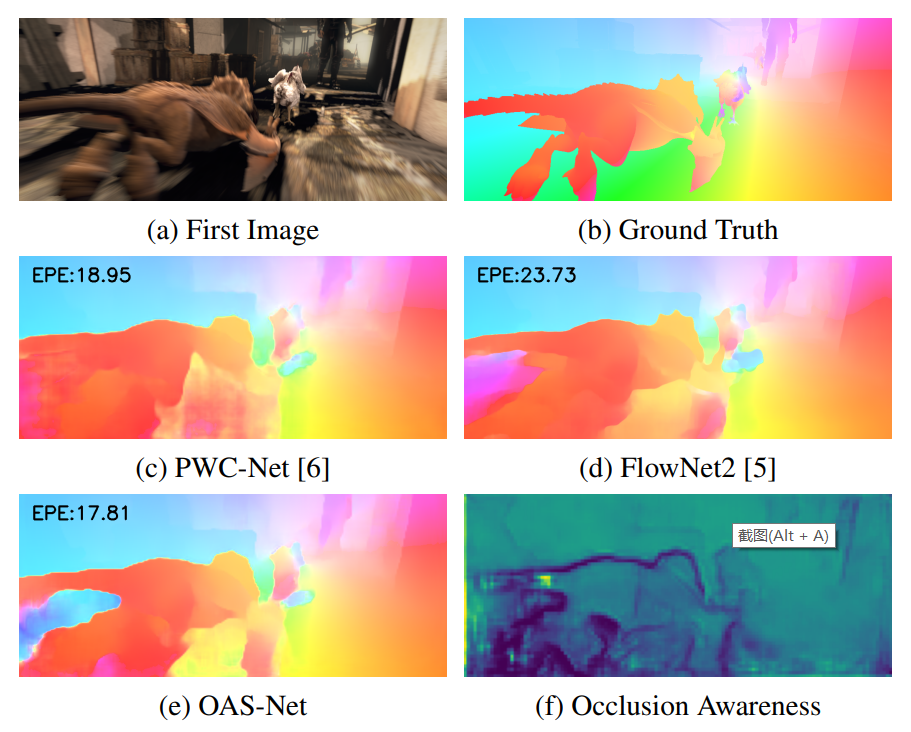 (a) First Image
(b) Ground Truth
EPE:18.95
EPE:23.73
(c) PWC-Net [6]
(d) FlowNet2 [5]
EPE:17.81
截图(Alt + A)
(e) OAS-Net
(f) Occlusion Awareness